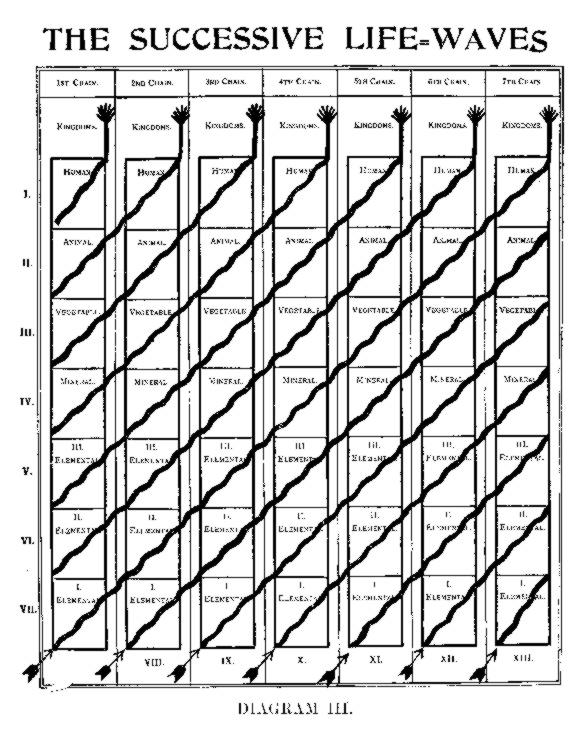 THE SUCCESSIVE LIFE-WAVES
1ST CHAIN. 2ND CHAIN. 3RD CHAIN. 4TH CHAIN. 5TH CHAIN. 6TH CHAIN. 7TH CHAIN
KINGDOMS. KINGDOMS. KINGDOMS. KINGDOMS. KINGDOMS. KINGDOMS. KINGDOMS.
I. HUMAN HUMAN HUMAN HUMAN HUMAN HUMAN HUMAN
II. ANIMAL. ANIMAL. ANIMAL. ANIMAL. ANIMAL. ANIMAL. ANIMAL.
III. VEGETABLE VEGETABLE VEGETABLE VEGETABLE VEGETABLE VEGETABLE VEGETABLE
IV. MINERAL. MINERAL MINERAL. MINERAL. MINERAL MINERAL MINERAL
III. III. III. III. III. III. III.
V. ELEMENTAL ELEMENTAL ELEMENTAL ELEMENTAL ELEMENTAL ELEMENTAL ELEMENTAL.
II. II. II. II. II. II. II.
VI. ELEMENTAL ELEMENTAL ELEMENTAL ELEMENTAL ELEMENTAL. ELEMENTAL. ELEMENTAL.
I. I. I. I. I. I. I.
VII. ELEMENTAL ELEMENTAL ELEMENTAL ELEMENTAL ELEMENTAL ELEMENTAL ELEMENTAL.
VIII. IX. X. XI. XII. XIII.
DIAGRAM III.